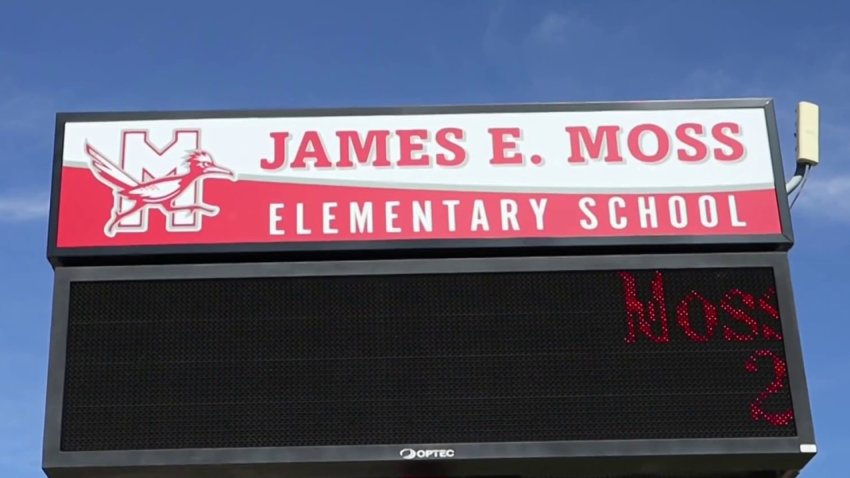 M
JAMES E. MOSS
ELEMENTARY SCHOOL
Moss
2
OPTEC